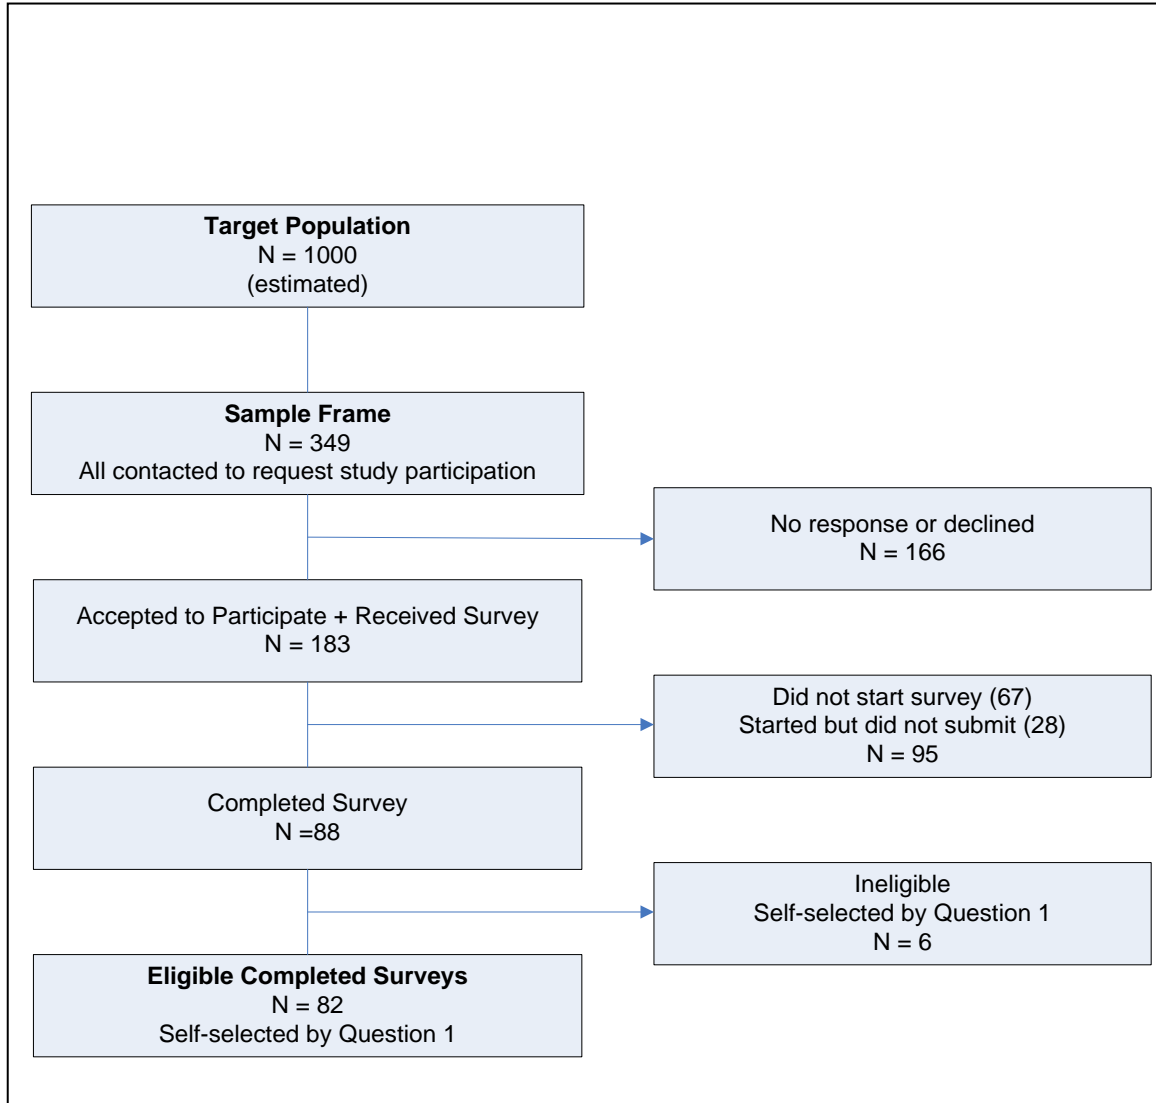 Target Population
N = 1000
(estimated)
Sample Frame
N = 349
All contacted to request study participation
No response or declined
N = 166
Accepted to Participate + Received Survey
N = 183
Did not start survey (67)
Started but did not submit (28)
N = 95
Completed Survey
N =88
Ineligible
Self-selected by Question 1
N = 6
Eligible Completed Surveys
N = 82
Self-selected by Question 1